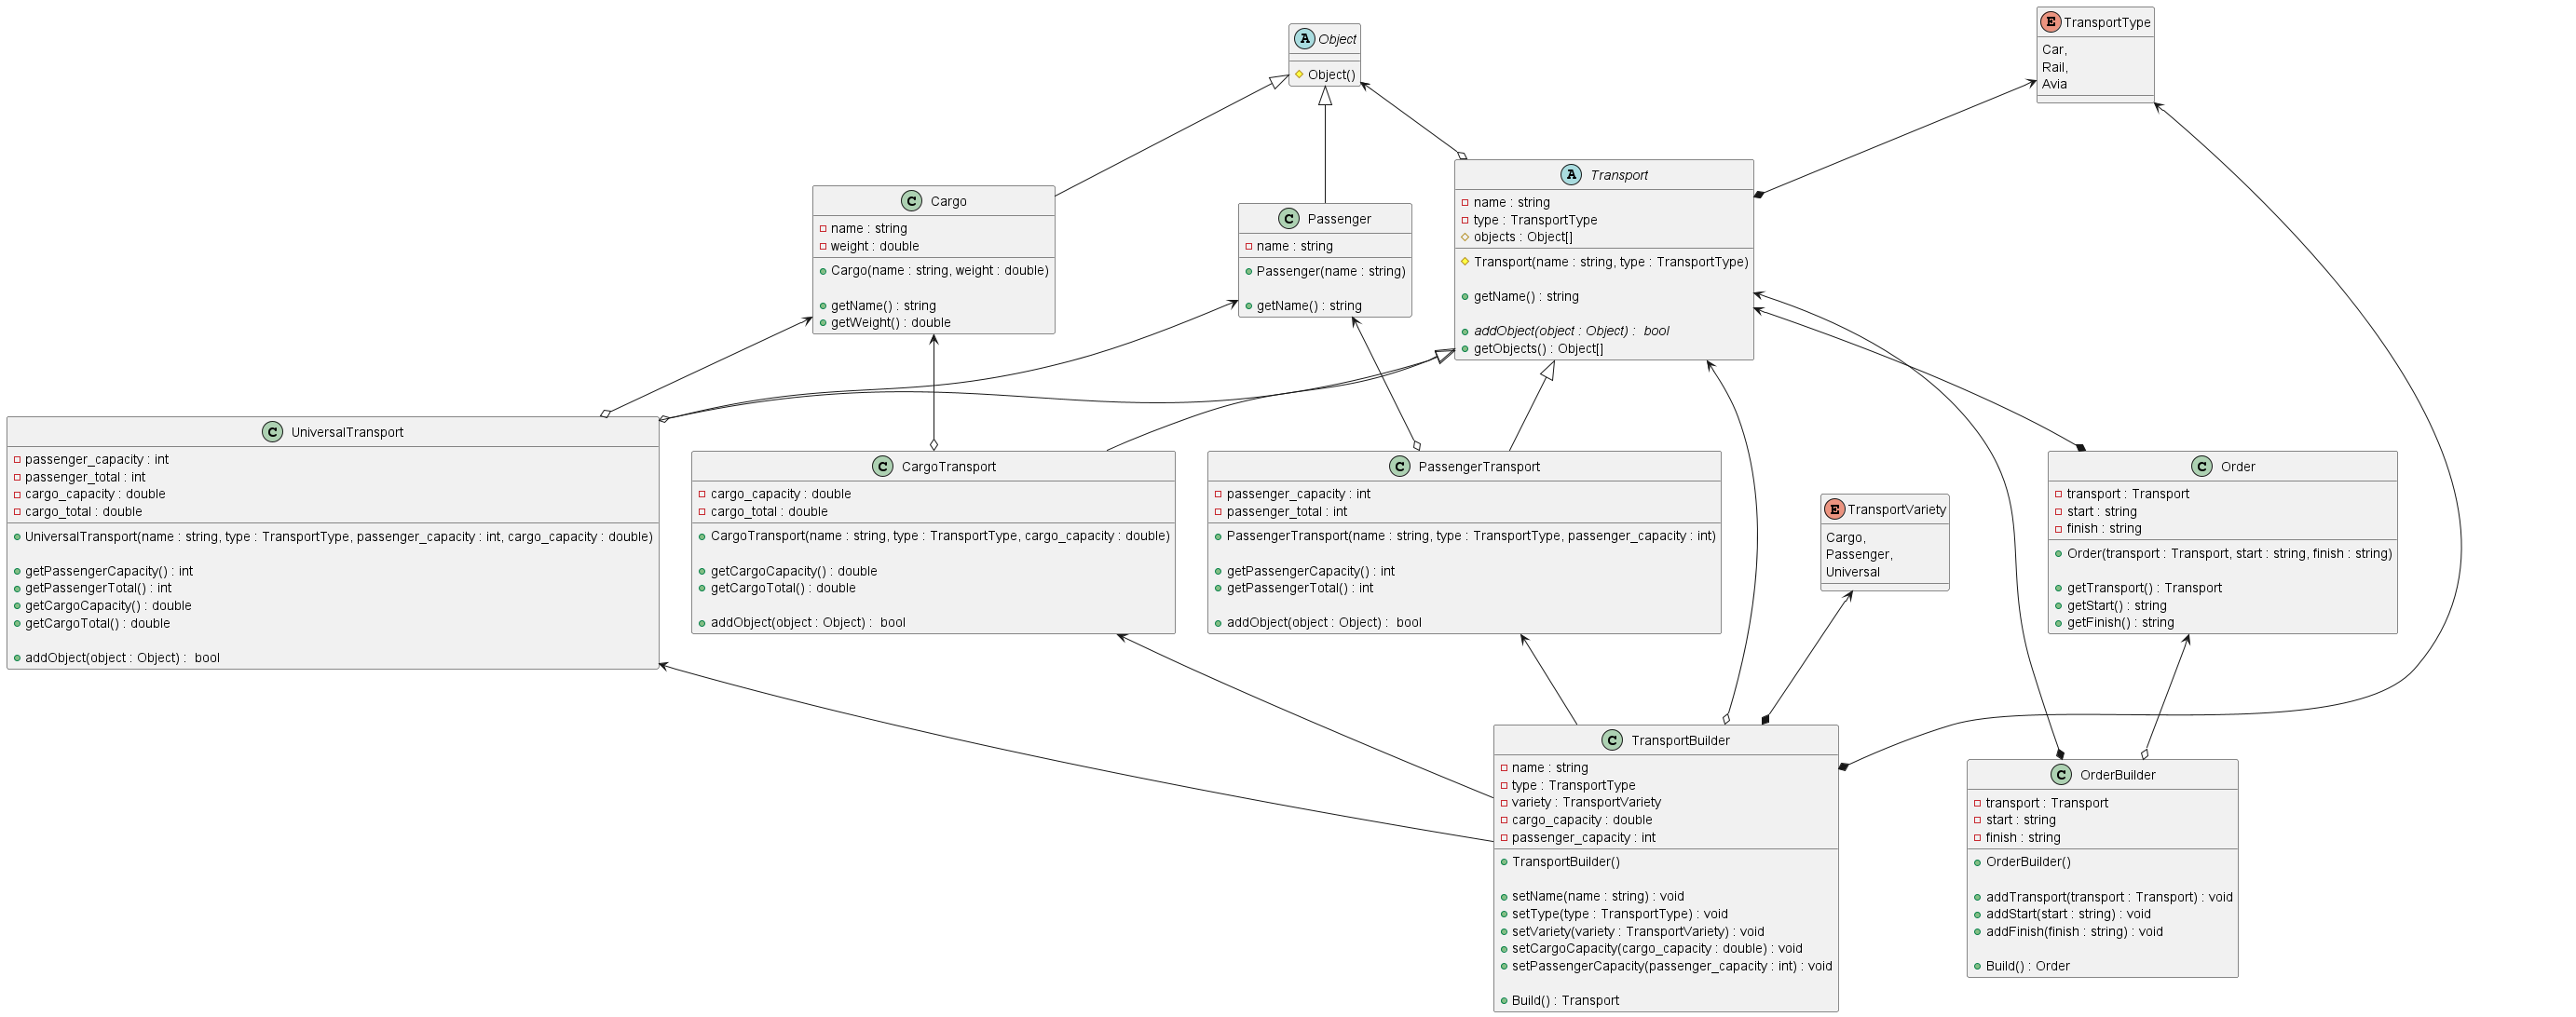 A Object
Object()
E TransportType
Car,
Rail,
Avia
C Cargo
name : string
weight : double
Cargo(name : string, weight : double)
getName() : string
getWeight() : double
C Passenger
name : string
Passenger(name : string)
getName() : string
A Transport
name : string
type : TransportType
objects : Object[]
Transport(name : string, type : TransportType)
getName() : string
addObject(object : Object) :  bool
getObjects() : Object[]
C UniversalTransport
passenger_capacity : int
passenger_total : int
cargo_capacity : double
cargo_total : double
UniversalTransport(name : string, type : TransportType, passenger_capacity : int, cargo_capacity : double)
getPassengerCapacity() : int
getPassengerTotal() : int
getCargoCapacity() : double
getCargoTotal() : double
addObject(object : Object) :  bool
C CargoTransport
cargo_capacity : double
cargo_total : double
CargoTransport(name : string, type : TransportType, cargo_capacity : double)
getCargoCapacity() : double
getCargoTotal() : double
addObject(object : Object) :  bool
C PassengerTransport
passenger_capacity : int
passenger_total : int
PassengerTransport(name : string, type : TransportType, passenger_capacity : int)
getPassengerCapacity() : int
getPassengerTotal() : int
addObject(object : Object) :  bool
E TransportVariety
Cargo,
Passenger,
Universal
C Order
transport : Transport
start : string
finish : string
Order(transport : Transport, start : string, finish : string)
getTransport() : Transport
getStart() : string
getFinish() : string
C TransportBuilder
name : string
type : TransportType
variety : TransportVariety
cargo_capacity : double
passenger_capacity : int
TransportBuilder()
setName(name : string) : void
setType(type : TransportType) : void
setVariety(variety : TransportVariety) : void
setCargoCapacity(cargo_capacity : double) : void
setPassengerCapacity(passenger_capacity : int) : void
Build() : Transport
C OrderBuilder
transport : Transport
start : string
finish : string
OrderBuilder()
addTransport(transport : Transport) : void
addStart(start : string) : void
addFinish(finish : string) : void
Build() : Order